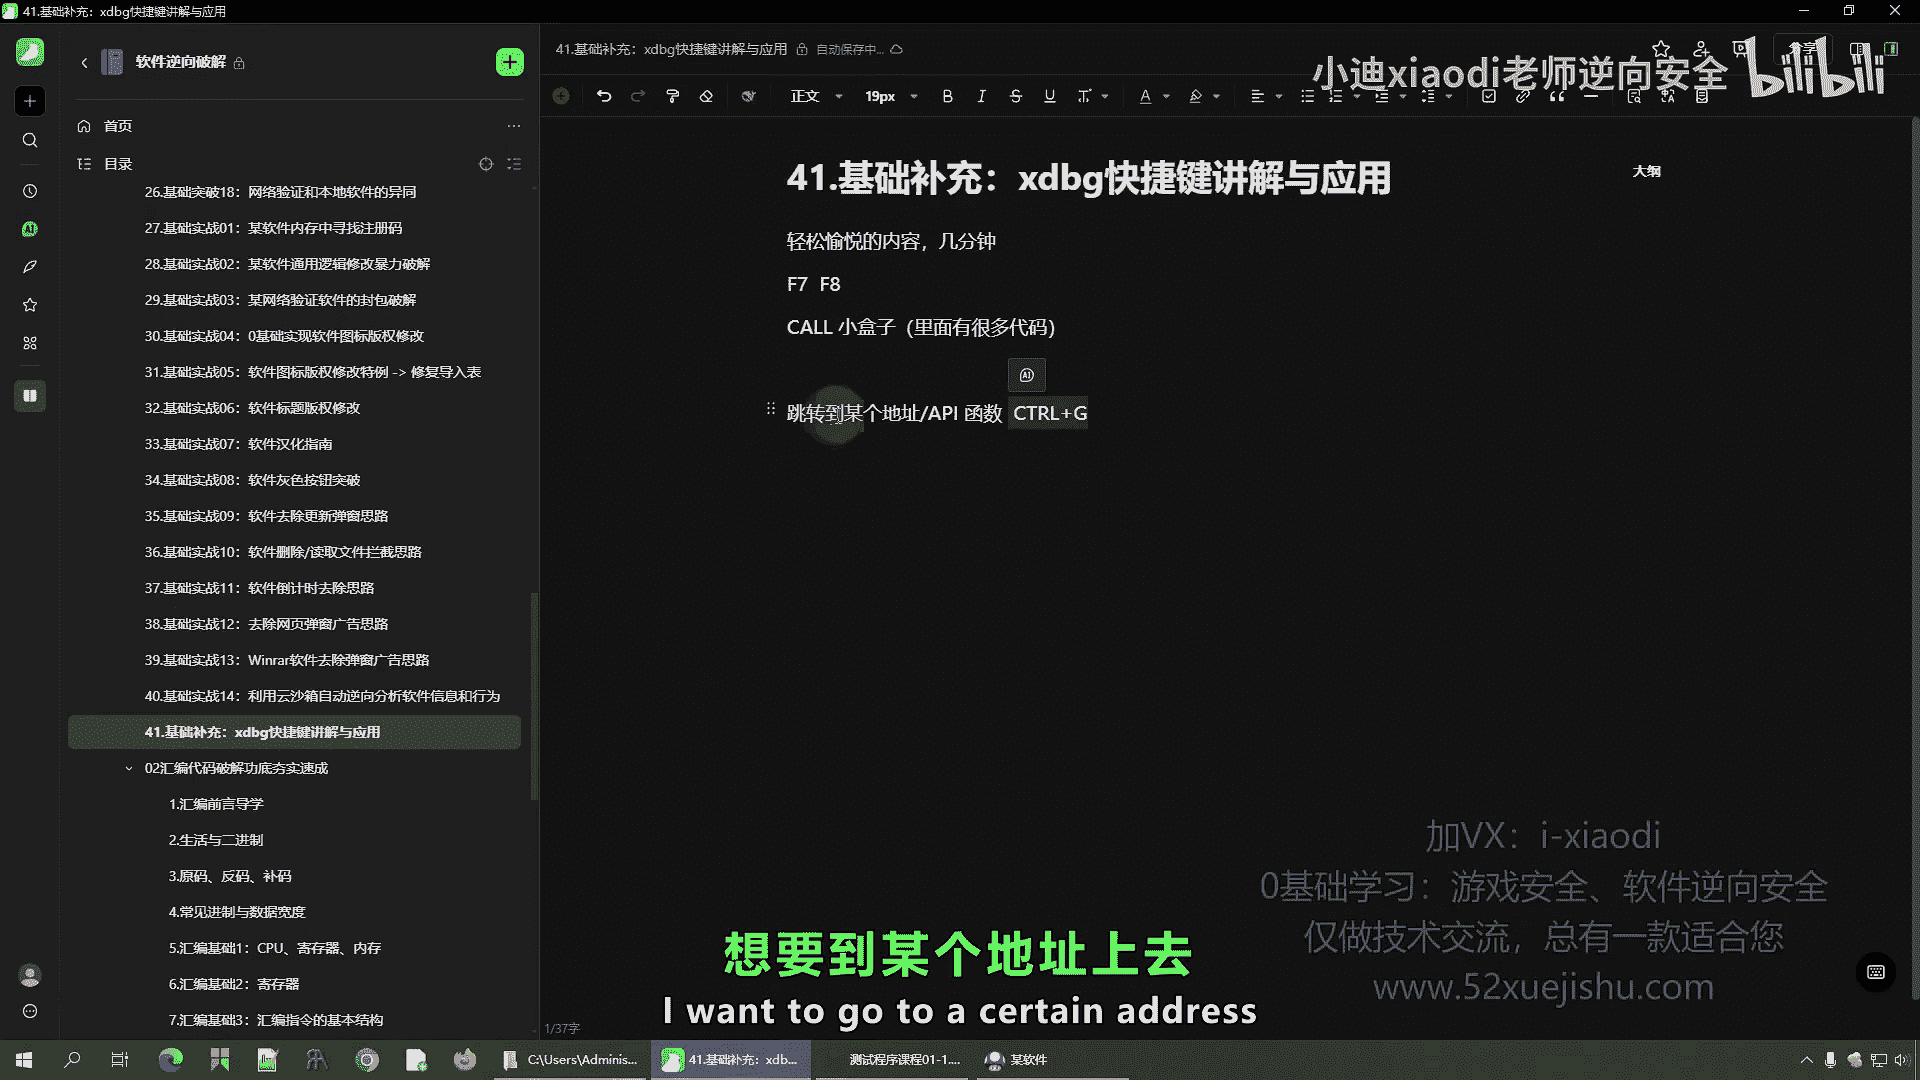 41.基础补充：xdbg快捷键讲解与应用
软件逆向破解
41.基础补充：xdbg快捷键讲解与应用
自动保存中...
小迪xiaodi老师逆向安全
bilibili
正文
19px
首页
目录
26.基础突破18：网络验证和本地软件的异同
27.基础实战01：某软件内存中寻找注册码
28.基础实战02：某软件通用逻辑修改暴力破解
29.基础实战03：某网络验证软件的封包破解
30.基础实战04：0基础实现软件图标版权修改
31.基础实战05：软件图标版权修改特例 -> 修复导入表
32.基础实战06：软件标题版权修改
33.基础实战07：软件汉化指南
34.基础实战08：软件灰色按钮突破
35.基础实战09：软件去除更新弹窗思路
36.基础实战10：软件删除/读取文件拦截思路
37.基础实战11：软件倒计时去除思路
38.基础实战12：去除网页弹窗广告思路
39.基础实战13：Winrar软件去除弹窗广告思路
40.基础实战14：利用云沙箱自动逆向分析软件信息和行为
41.基础补充：xdbg快捷键讲解与应用
02汇编代码破解功底夯实速成
1.汇编前言导学
2.生活与二进制
3.原码、反码、补码
4.常见进制与数据宽度
5.汇编基础1：CPU、寄存器、内存
6.汇编基础2：寄存器
7.汇编基础3：汇编指令的基本结构
41.基础补充：xdbg快捷键讲解与应用
大纲
轻松愉悦的内容，几分钟
F7 F8
CALL 小盒子（里面有很多代码）
AI
跳转到某个地址/API 函数 CTRL+G
加VX：i-xiaodi
0基础学习：游戏安全、软件逆向安全
仅做技术交流，总有一款适合您
www.52xuejishu.com
想要到某个地址上去
I want to go to a certain address
1/37字
C:\Users\Adminis...
41.基础补充：xdb...
测试程序课程01-1....
某软件